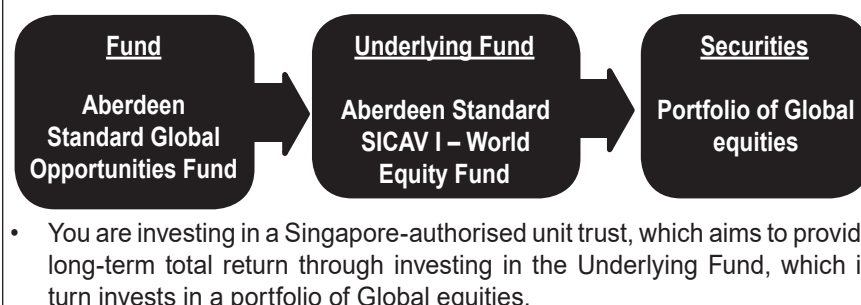 Fund
Aberdeen
Standard Global
Opportunities Fund
Underlying Fund
Aberdeen Standard
SICAV I – World
Equity Fund
Securities
Portfolio of Global
equities
• You are investing in a Singapore-authorised unit trust, which aims to provid
long-term total return through investing in the Underlying Fund, which i
turn invests in a portfolio of Global equities.